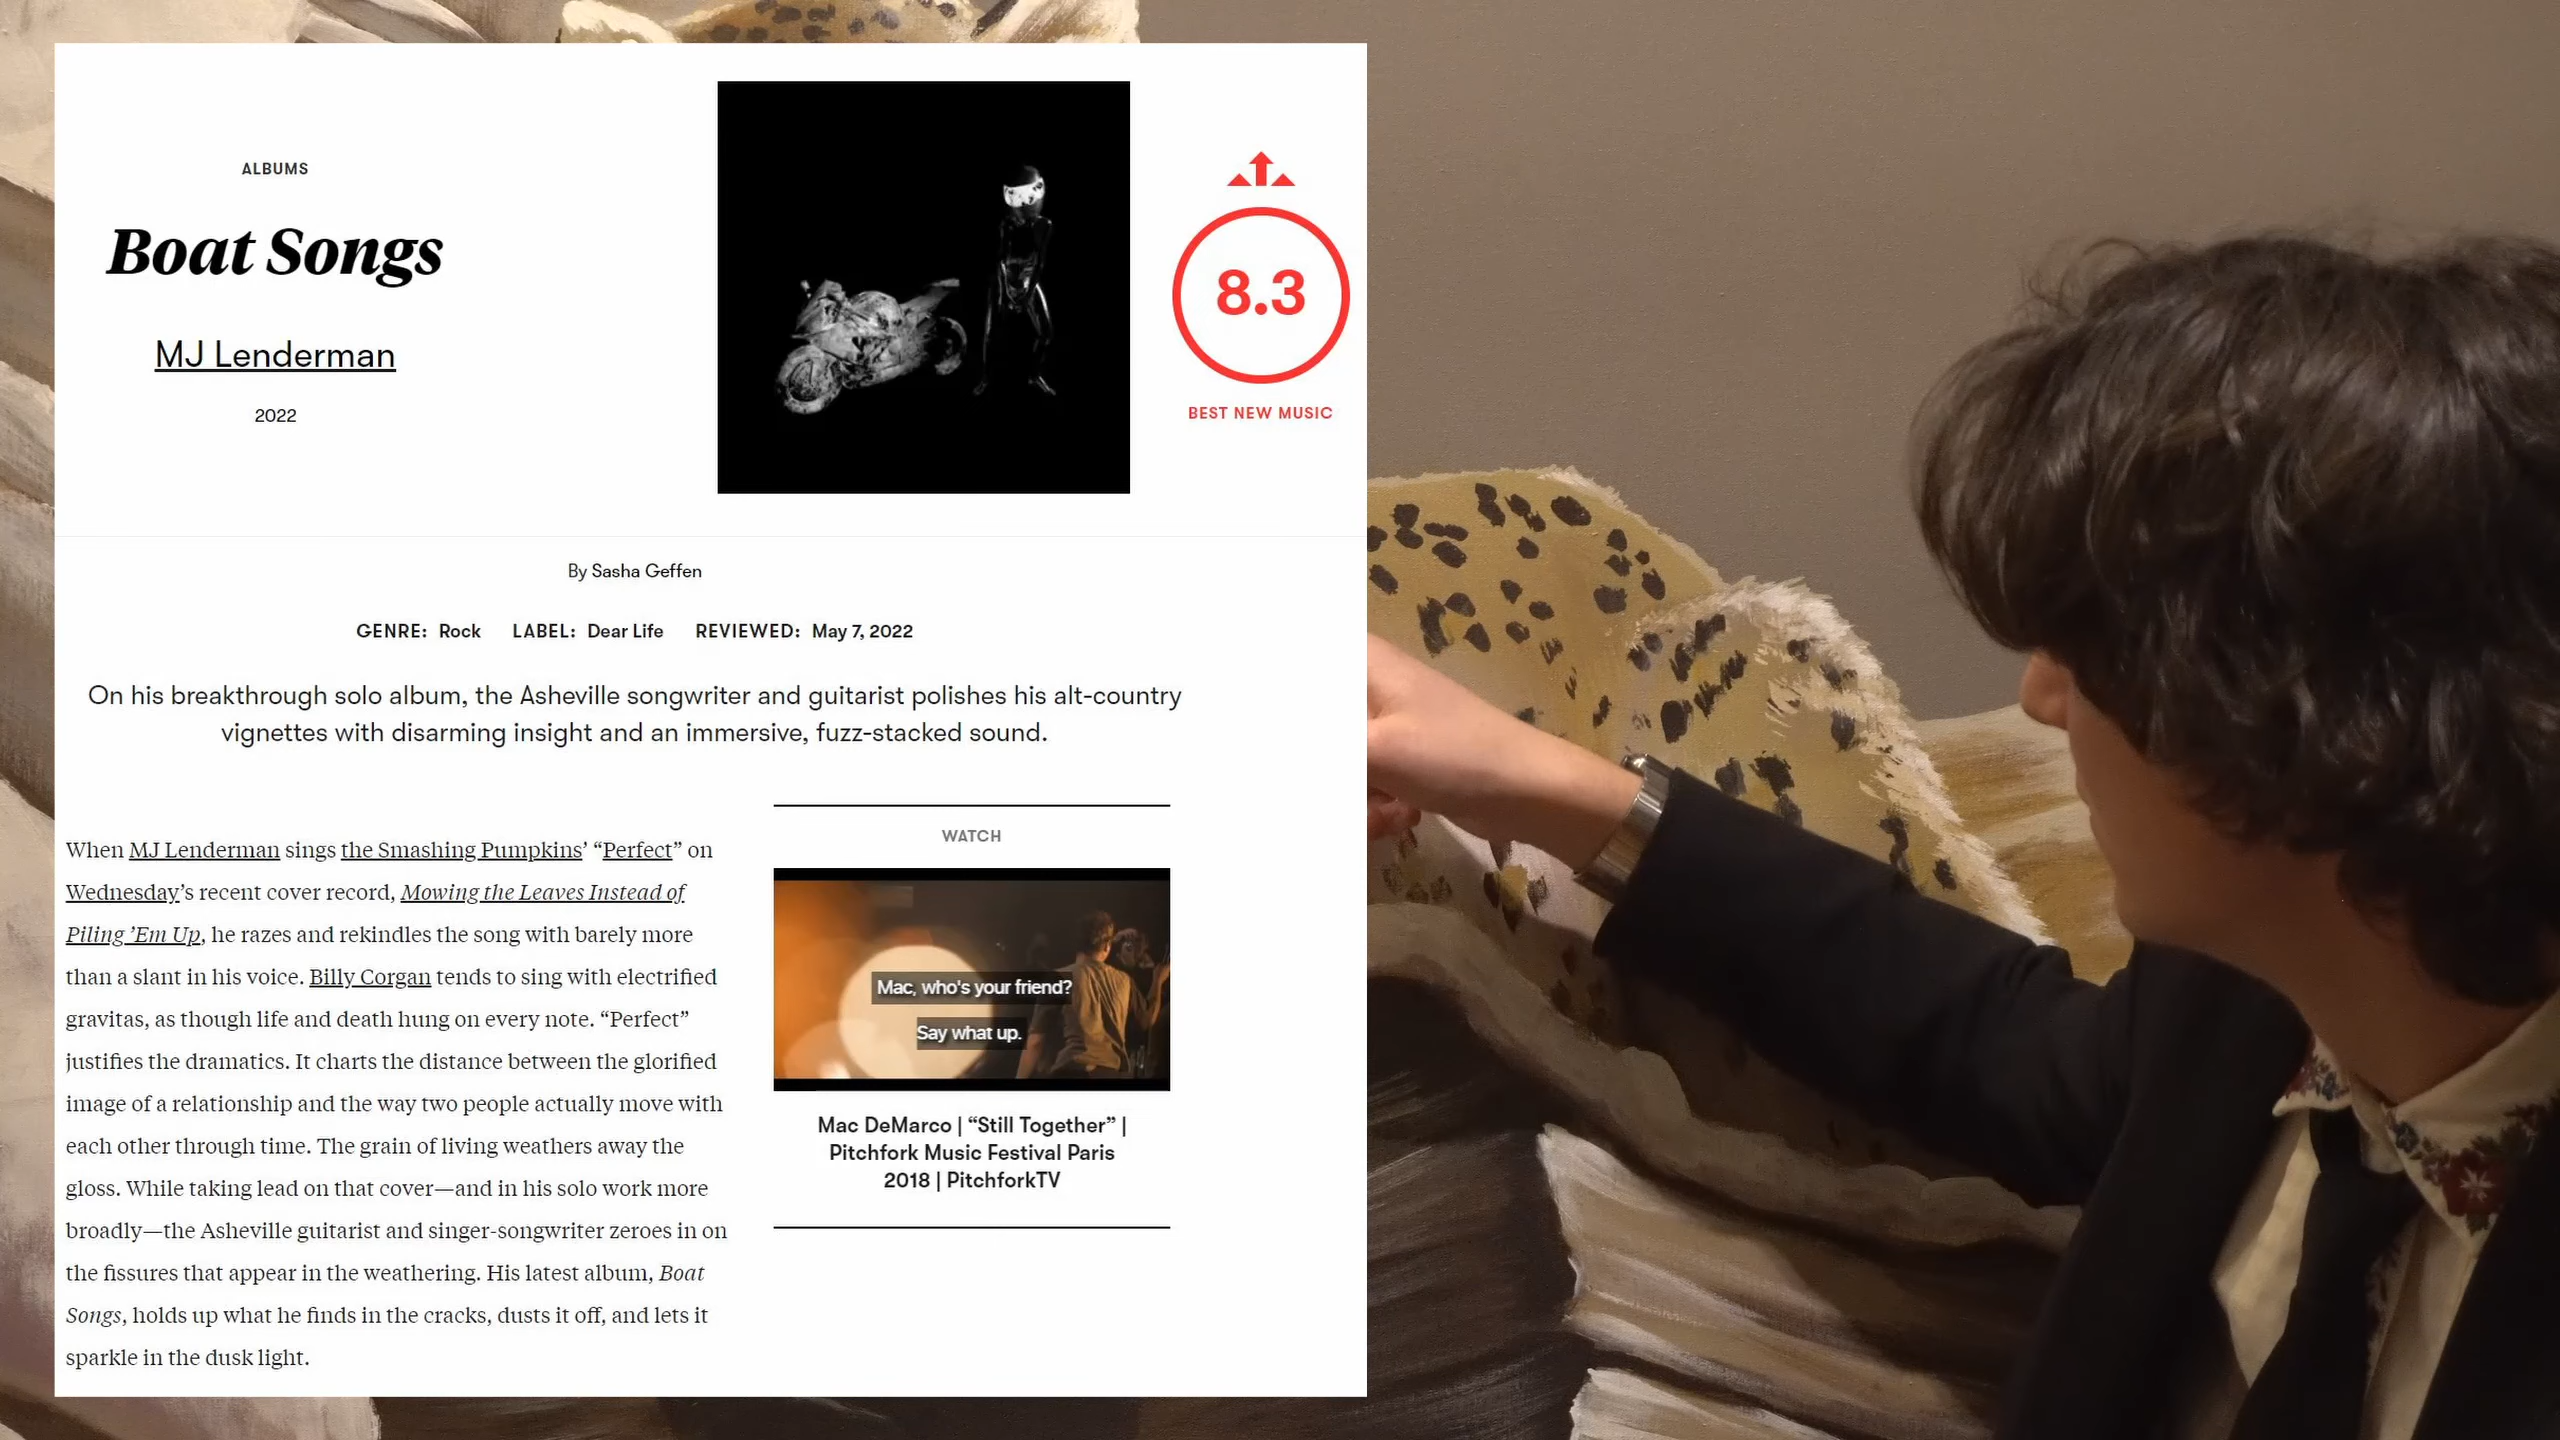 ALBUMS
Boat Songs
MJ Lenderman
2022
8.3
BEST NEW MUSIC
By Sasha Geffen
GENRE: Rock LABEL: Dear Life REVIEWED: May 7, 2022
On his breakthrough solo album, the Asheville songwriter and guitarist polishes his alt-country
vignettes with disarming insight and an immersive, fuzz-stacked sound.
When MJ Lenderman sings the Smashing Pumpkins’ “Perfect” on
Wednesday’s recent cover record, Mowing the Leaves Instead of
Piling ’Em Up, he razes and rekindles the song with barely more
than a slant in his voice. Billy Corgan tends to sing with electrified
gravitas, as though life and death hung on every note. “Perfect”
justifies the dramatics. It charts the distance between the glorified
image of a relationship and the way two people actually move with
each other through time. The grain of living weathers away the
gloss. While taking lead on that cover—and in his solo work more
broadly—the Asheville guitarist and singer-songwriter zeroes in on
the fissures that appear in the weathering. His latest album, Boat
Songs, holds up what he finds in the cracks, dusts it off, and lets it
sparkle in the dusk light.
WATCH
Mac, who's your friend?
Say what up.
Mac DeMarco | “Still Together” |
Pitchfork Music Festival Paris
2018 | PitchforkTV